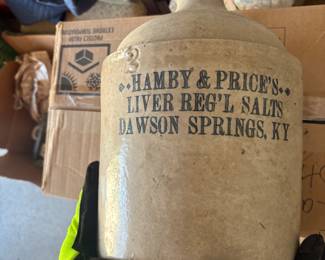 ··HAMBY & PRICE'S··
LIVER REG'L SALTS
DAWSON SPRINGS, KY